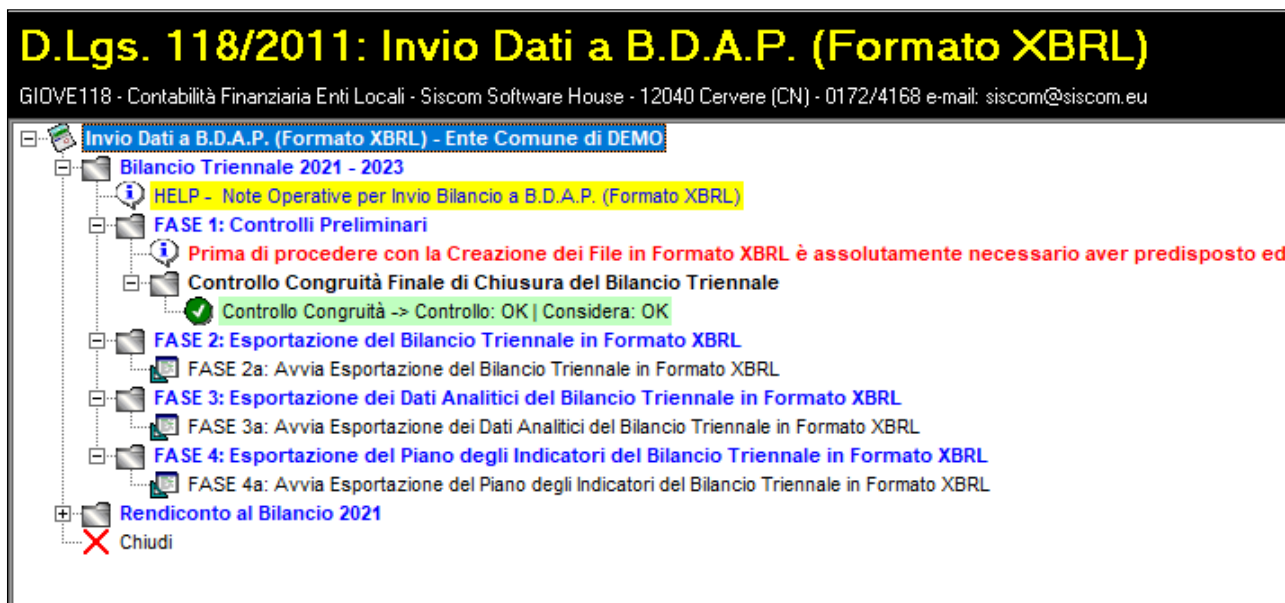 D.Lgs. 118/2011: Invio Dati a B.D.A.P. (Formato XBRL)
GIOVE118 - Contabilità Finanziaria Enti Locali - Siscom Software House - 12040 Cervere (CN) - 0172/4168 e-mail: siscom@siscom.eu
Invio Dati a B.D.A.P. (Formato XBRL) - Ente Comune di DEMO
Bilancio Triennale 2021 - 2023
HELP - Note Operative per Invio Bilancio a B.D.A.P. (Formato XBRL)
FASE 1: Controlli Preliminari
Prima di procedere con la Creazione dei File in Formato XBRL è assolutamente necessario aver predisposto ed
Controllo Congruità Finale di Chiusura del Bilancio Triennale
Controllo Congruità -> Controllo: OK | Considera: OK
FASE 2: Esportazione del Bilancio Triennale in Formato XBRL
FASE 2a: Avvia Esportazione del Bilancio Triennale in Formato XBRL
FASE 3: Esportazione dei Dati Analitici del Bilancio Triennale in Formato XBRL
FASE 3a: Avvia Esportazione dei Dati Analitici del Bilancio Triennale in Formato XBRL
FASE 4: Esportazione del Piano degli Indicatori del Bilancio Triennale in Formato XBRL
FASE 4a: Avvia Esportazione del Piano degli Indicatori del Bilancio Triennale in Formato XBRL
Rendiconto al Bilancio 2021
Chiudi